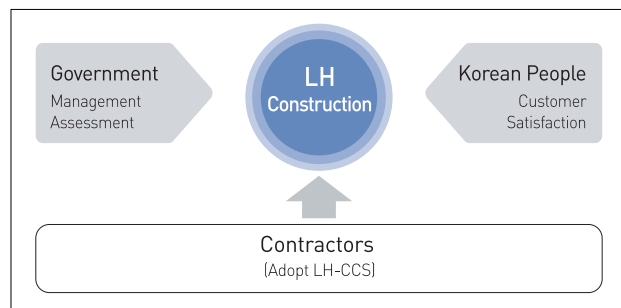 Government
Management
Assessment
LH
Construction
Korean People
Customer
Satisfaction
Contractors
(Adopt LH-CCS)